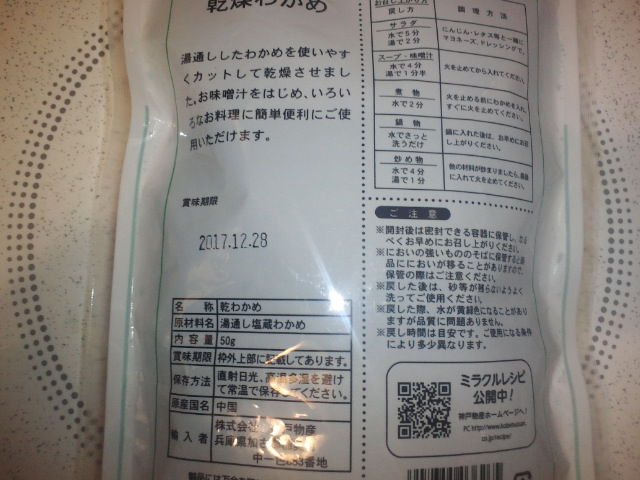 乾燥わかめ
湯通ししたわかめを使いやす
くカットして乾燥させまし
た。お味噌汁をはじめ、いろい
ろなお料理に簡単便利にご使
用いただけます。
賞味期限
2017.12.28
名　称 乾わかめ
原材料名 湯通し塩蔵わかめ
内容量 50g
賞味期限 枠外上部に記載してあります。
保存方法 直射日光、高温多湿を避け
て常温で保存してください。
原産国名 中国
輸入者 株式会社神戸物産
兵庫県加古
中一色883番地
お召し上がり方
戻し方 調理方法
サラダ
水で5分
湯で2分
にんじん・レタス等と一緒に
マヨネーズ、ドレッシングで。
スープ・味噌汁
水で4分
湯で1分半
火を止めてから入れてください。
煮物
水で2分
火を止める前にわかめを入れ、
すぐに火を止めてください。
鍋物
水でさっと
洗うだけ
鍋に入れた後は、お早めにお召
し上がりください。
炒め物
水で4分
湯で1分
他の材料が炒まりましたら、最後
に入れて火を止めてください。
ご注意
※開封後は密封できる容器に保管し、なる
べくお早めにお召し上がりください。
※においの強いもののそばに保管すると商
品ににおいが移ることがありますので、
保管の際はご注意ください。
※戻した後は、砂等が残らないようよく
洗ってご使用ください。
※戻した際、水が黄緑色になることがあり
ますが品質に問題ありません。
※戻し時間は目安です。ご使用になる条件
により多少異なります。
ミラクルレシピ
公開中！
神戸物産ホームページへ！
PC http://www.kobebussan.
co.jp/recipe/